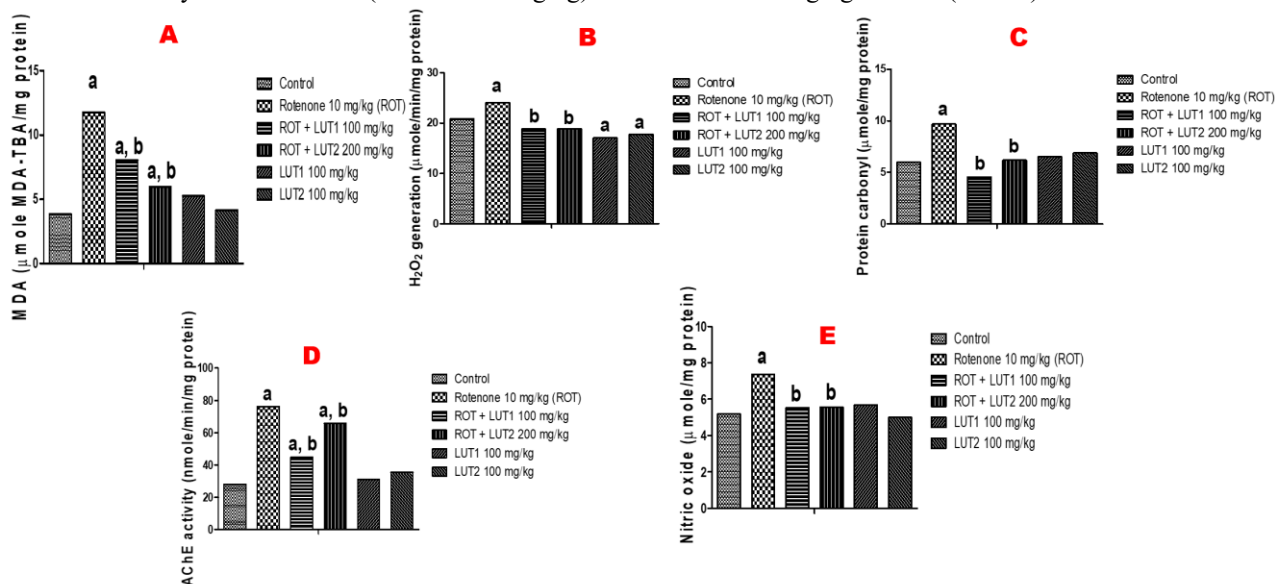 A
MDA (μmole MDA-TBA/mg protein)
15
10
5
0
a
a, b
a, b
Control
Rotenone 10 mg/kg (ROT)
ROT + LUT1 100 mg/kg
ROT + LUT2 200 mg/kg
LUT1 100 mg/kg
LUT2 100 mg/kg
B
H₂O₂ generation (μmole/min/mg protein)
30
20
10
0
a
b
b
a
a
Control
Rotenone 10 mg/kg (ROT)
ROT + LUT1 100 mg/kg
ROT + LUT2 200 mg/kg
LUT1 100 mg/kg
LUT2 100 mg/kg
C
Protein carbonyl (μmole/mg protein)
15
10
5
0
a
b
b
Control
Rotenone 10 mg/kg (ROT)
ROT + LUT1 100 mg/kg
ROT + LUT2 200 mg/kg
LUT1 100 mg/kg
LUT2 100 mg/kg
D
AChE activity (nmole/min/mg protein)
100
80
60
40
20
0
a
a, b
a, b
Control
Rotenone 10 mg/kg (ROT)
ROT + LUT1 100 mg/kg
ROT + LUT2 200 mg/kg
LUT1 100 mg/kg
LUT2 100 mg/kg
E
Nitric oxide (μmole/mg protein)
10
8
6
4
2
0
a
b
b
Control
Rotenone 10 mg/kg (ROT)
ROT + LUT1 100 mg/kg
ROT + LUT2 200 mg/kg
LUT1 100 mg/kg
LUT2 100 mg/kg